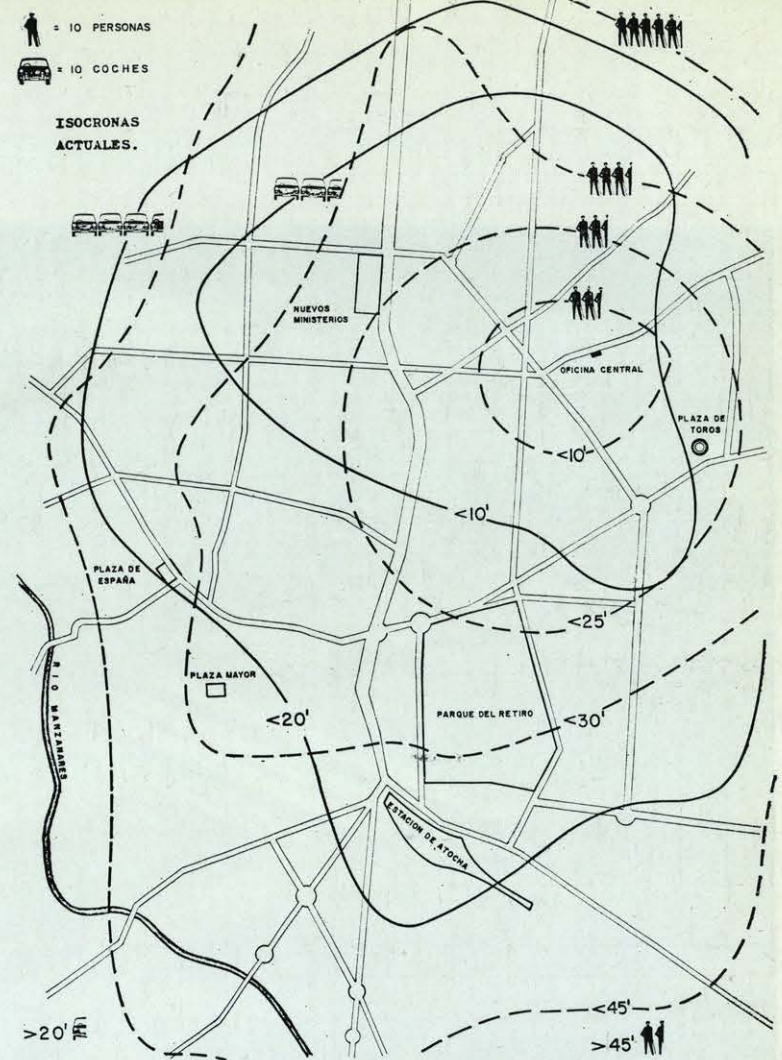 = 10 PERSONAS
= 10 COCHES
ISOCRONAS
ACTUALES.
NUEVOS
MINISTERIOS
OFICINA CENTRAL
PLAZA DE
TOROS
<10'
<10'
PLAZA DE
ESPAÑA
<25'
RIO MANZANARES
PLAZA MAYOR
<20'
PARQUE DEL RETIRO
<30'
ESTACION DE ATOCHA
<45'
>20'
>45'